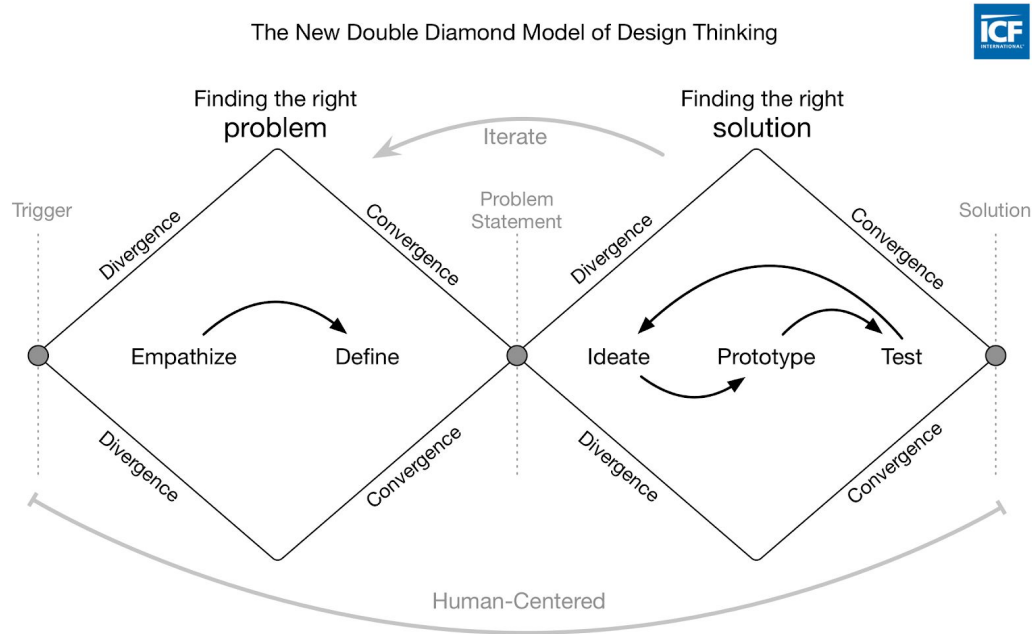 The New Double Diamond Model of Design Thinking
ICF
INTERNATIONAL
Finding the right
problem
Finding the right
solution
Iterate
Trigger
Problem
Statement
Solution
Divergence
Convergence
Divergence
Convergence
Empathize
Define
Ideate
Prototype
Test
Divergence
Convergence
Divergence
Convergence
Human-Centered